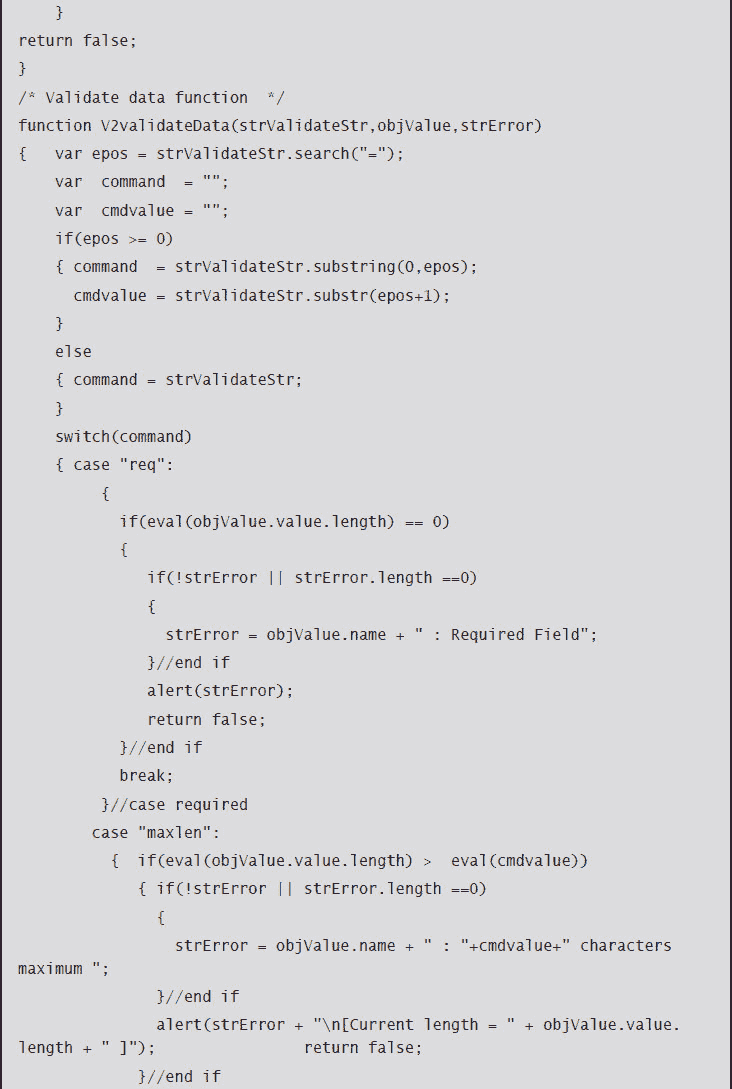 }
return false;
}
/* Validate data function  */
function V2validateData(strValidateStr,objValue,strError)
{   var epos = strValidateStr.search("=");
    var  command  = "";
    var  cmdvalue = "";
    if(epos >= 0)
    { command  = strValidateStr.substring(0,epos);
      cmdvalue = strValidateStr.substr(epos+1);
    }
    else
    { command = strValidateStr;
    }
    switch(command)
    { case "req":
         {
           if(eval(objValue.value.length) == 0)
           {
              if(!strError || strError.length ==0)
              {
                strError = objValue.name + " : Required Field";
              }//end if
              alert(strError);
              return false;
           }//end if
           break;
         }//case required
        case "maxlen":
          {  if(eval(objValue.value.length) >  eval(cmdvalue))
             { if(!strError || strError.length ==0)
               {
                 strError = objValue.name + " : "+cmdvalue+" characters
maximum ";
               }//end if
               alert(strError + "\n[Current length = " + objValue.value.
length + " ]");                return false;
             }//end if